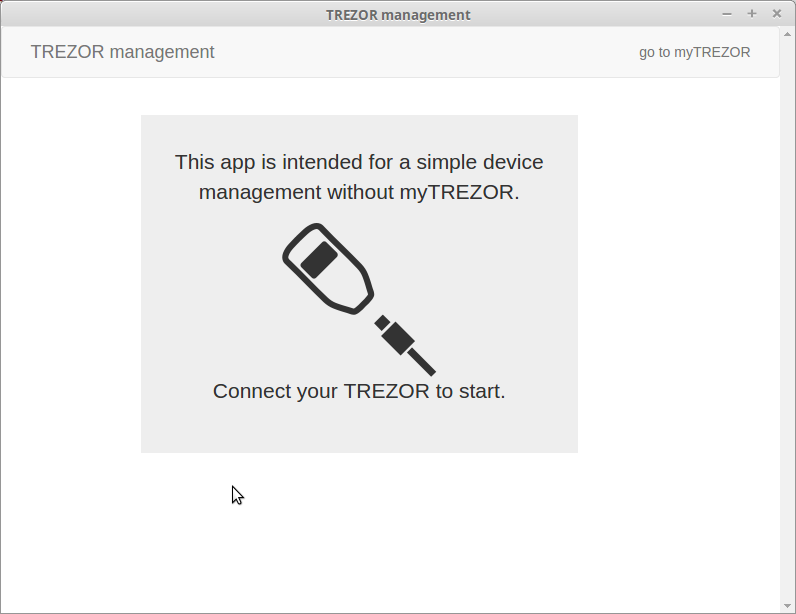 TREZOR management
TREZOR management
go to myTREZOR
This app is intended for a simple device
management without myTREZOR.
Connect your TREZOR to start.